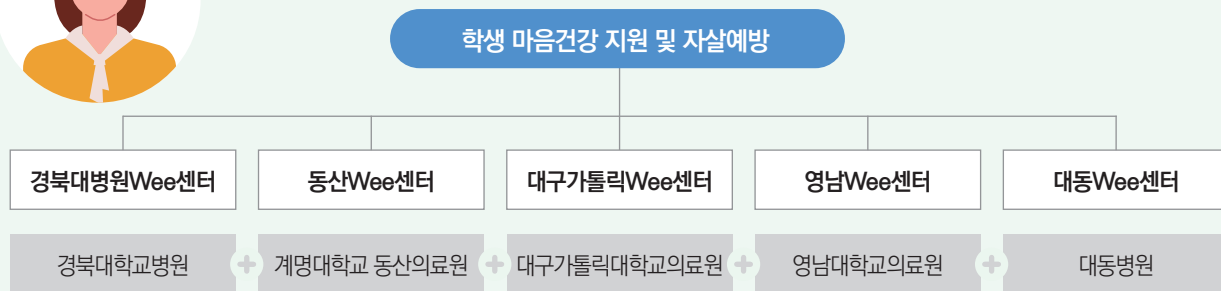 학생 마음건강 지원 및 자살예방
경북대병원Wee센터 동산Wee센터 대구가톨릭Wee센터 영남Wee센터 대동Wee센터
경북대학교병원 + 계명대학교 동산의료원 + 대구가톨릭대학교의료원 + 영남대학교의료원 + 대동병원